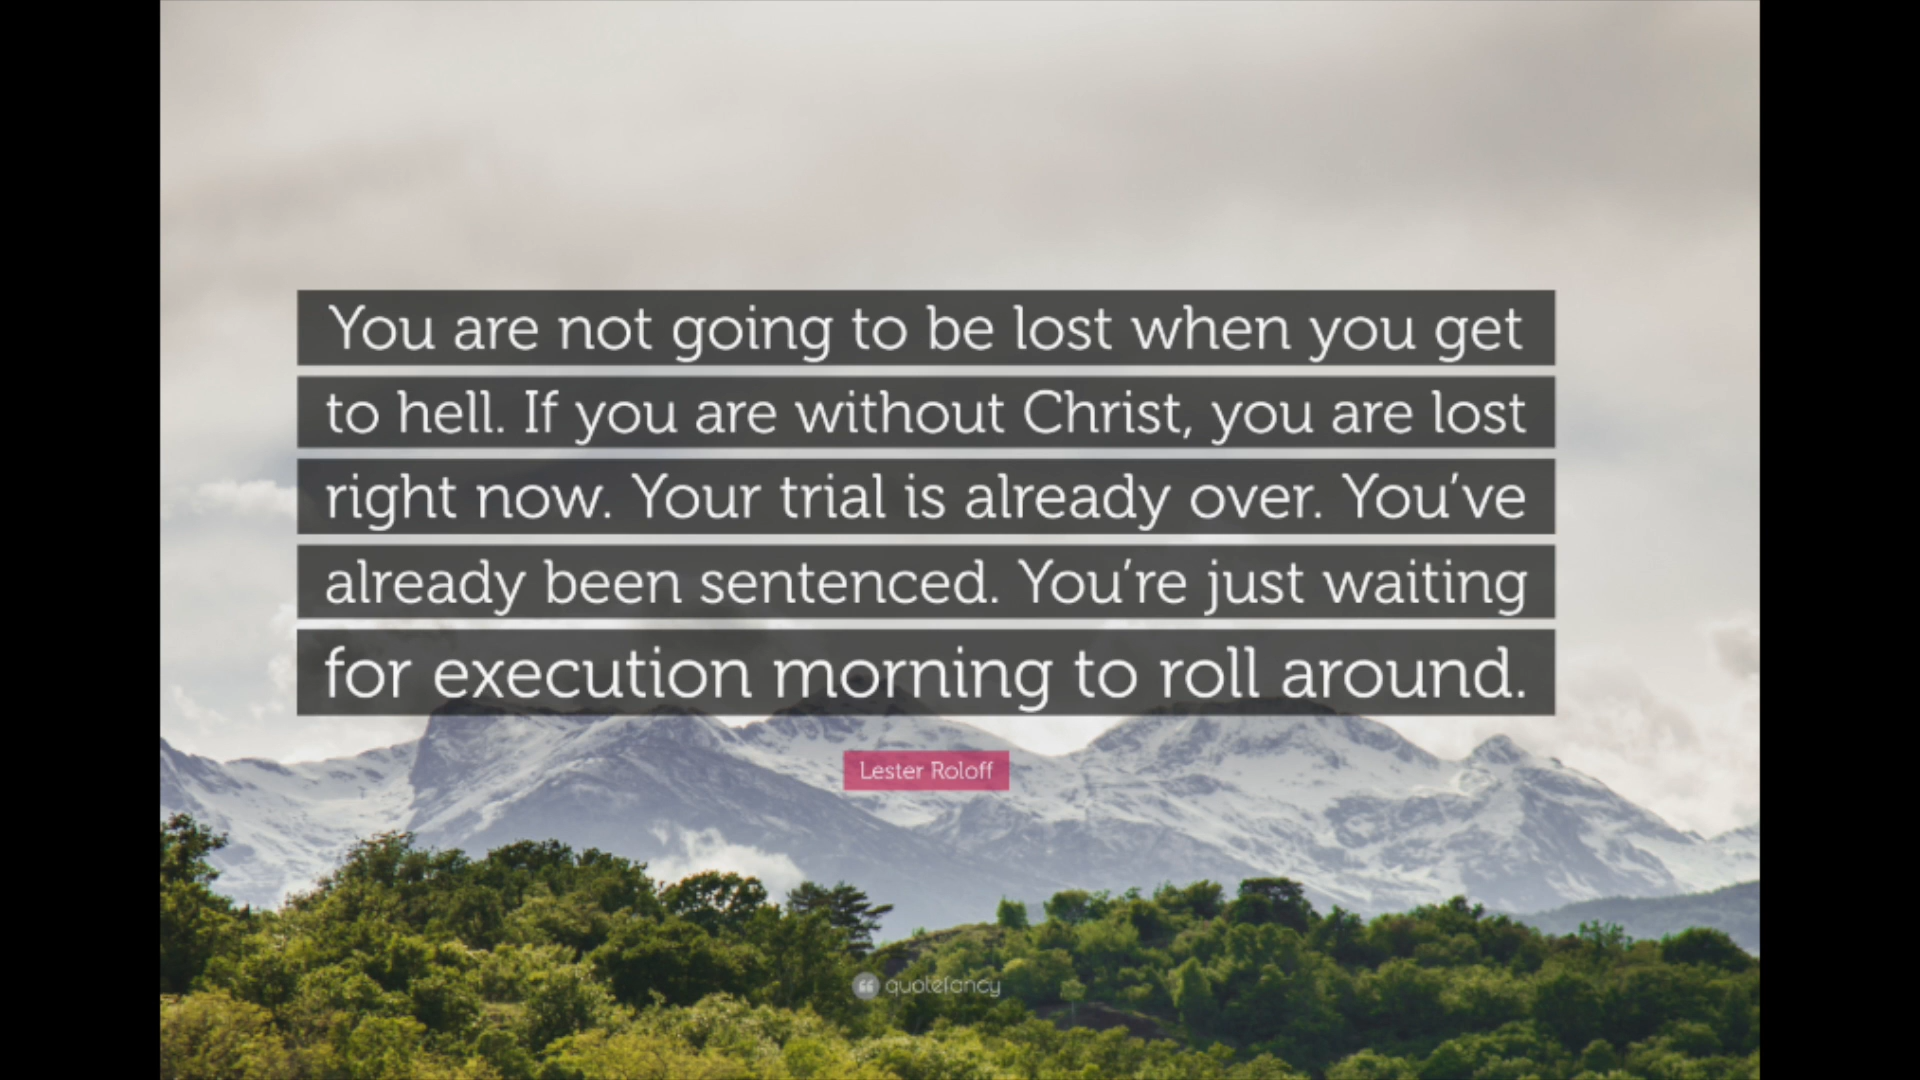 You are not going to be lost when you get
to hell. If you are without Christ, you are lost
right now. Your trial is already over. You’ve
already been sentenced. You’re just waiting
for execution morning to roll around.
Lester Roloff
quotefancy